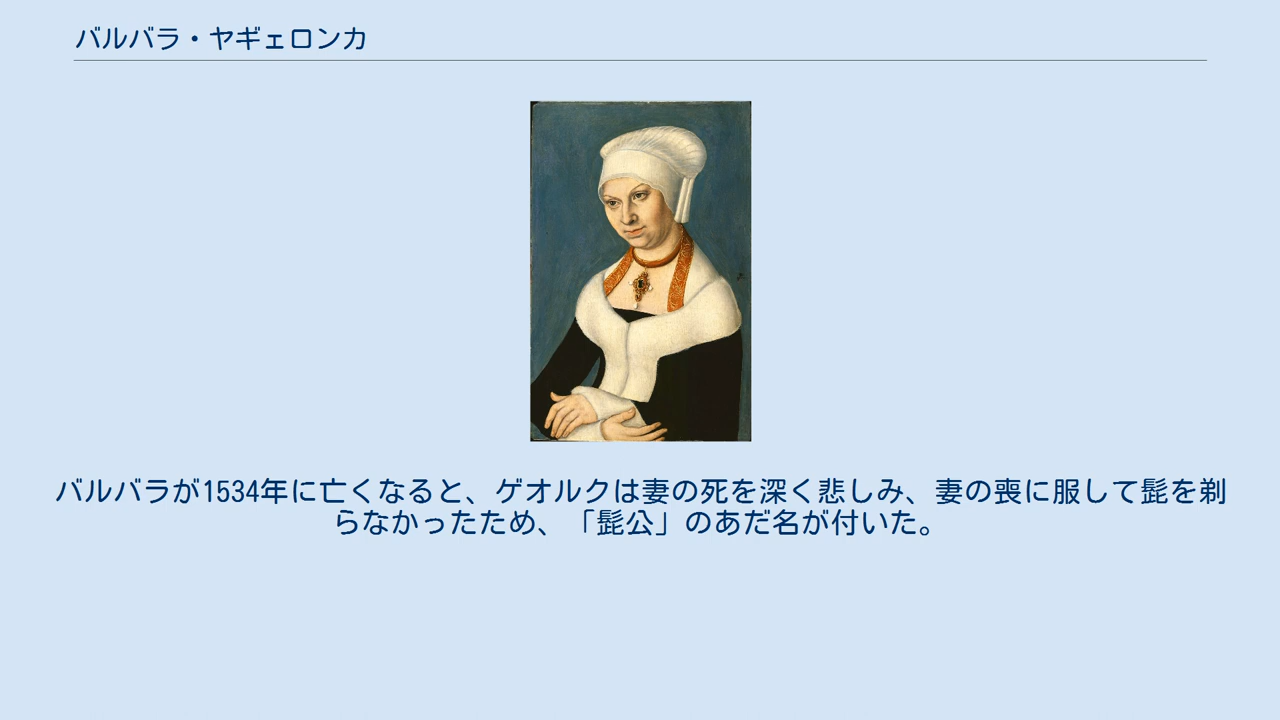 バルバラ・ヤギェロンカ
バルバラが1534年に亡くなると、ゲオルクは妻の死を深く悲しみ、妻の喪に服して髭を剃
らなかったため、「髭公」のあだ名が付いた。